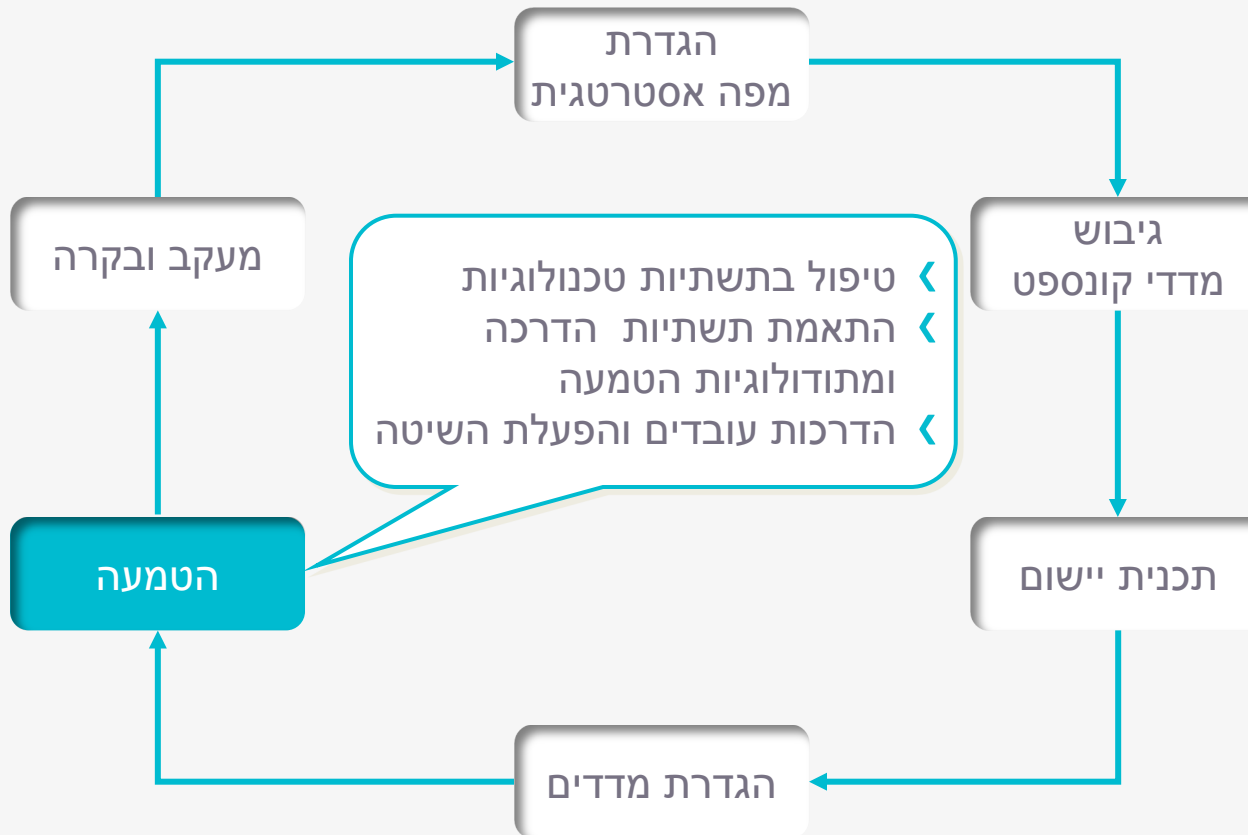 הגדרת
מפה אסטרטגית
גיבוש
מדדי קונספט
מעקב ובקרה
❯ טיפול בתשתיות טכנולוגיות
❯ התאמת תשתיות הדרכה
ומתודולוגיות הטמעה
❯ הדרכות עובדים והפעלת השיטה
תכנית יישום
הטמעה
הגדרת מדדים